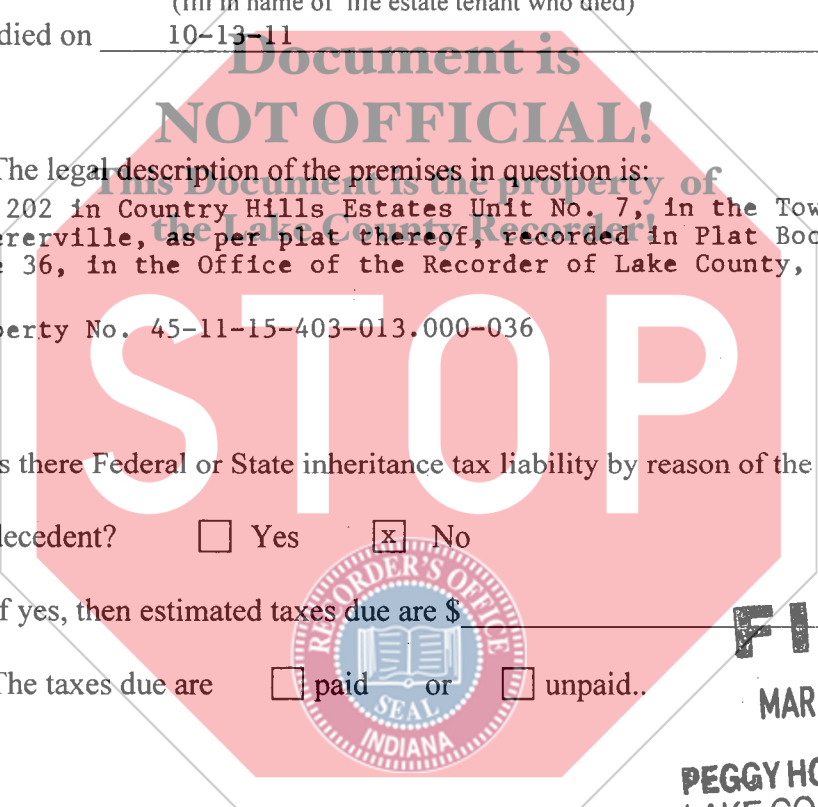 (fill in name of life estate tenant who died)
died on 10-13-11
Document is
NOT OFFICIAL!
The legal description of the premises in question is:
This Document is the property of
202 in Country Hills Estates Unit No. 7, in the Tow
rerville, as per plat thereof, recorded in Plat Boo
the Lake County Recorder!
e 36, in the Office of the Recorder of Lake County,
STOP
perty No. 45-11-15-403-013.000-036
s there Federal or State inheritance tax liability by reason of the
decedent? Yes x No
RECORDER'S OFFICE
f yes, then estimated taxes due are $
FI
The taxes due are paid or unpaid..
SEAL
INDIANA
MAR
PEGGY HO
LAKE CO